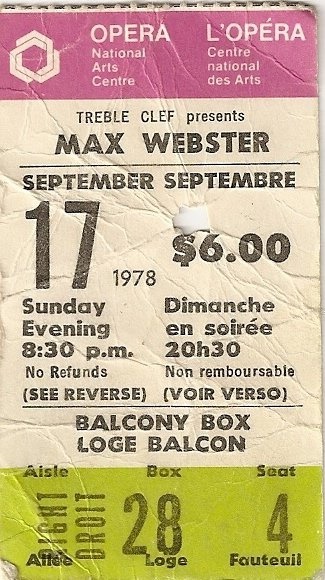 OPERA L'OPÉRA
National Centre
Arts national
Centre des Arts
TREBLE CLEF presents
MAX WEBSTER
SEPTEMBER SEPTEMBRE
17 1978 $6.00
Sunday Dimanche
Evening en soirée
8:30 p.m. 20h30
No Refunds Non remboursable
(SEE REVERSE) (VOIR VERSO)
BALCONY BOX
LOGE BALCON
Aisle Box Seat
RIGHT DROIT 28 4
Allée Loge Fauteuil